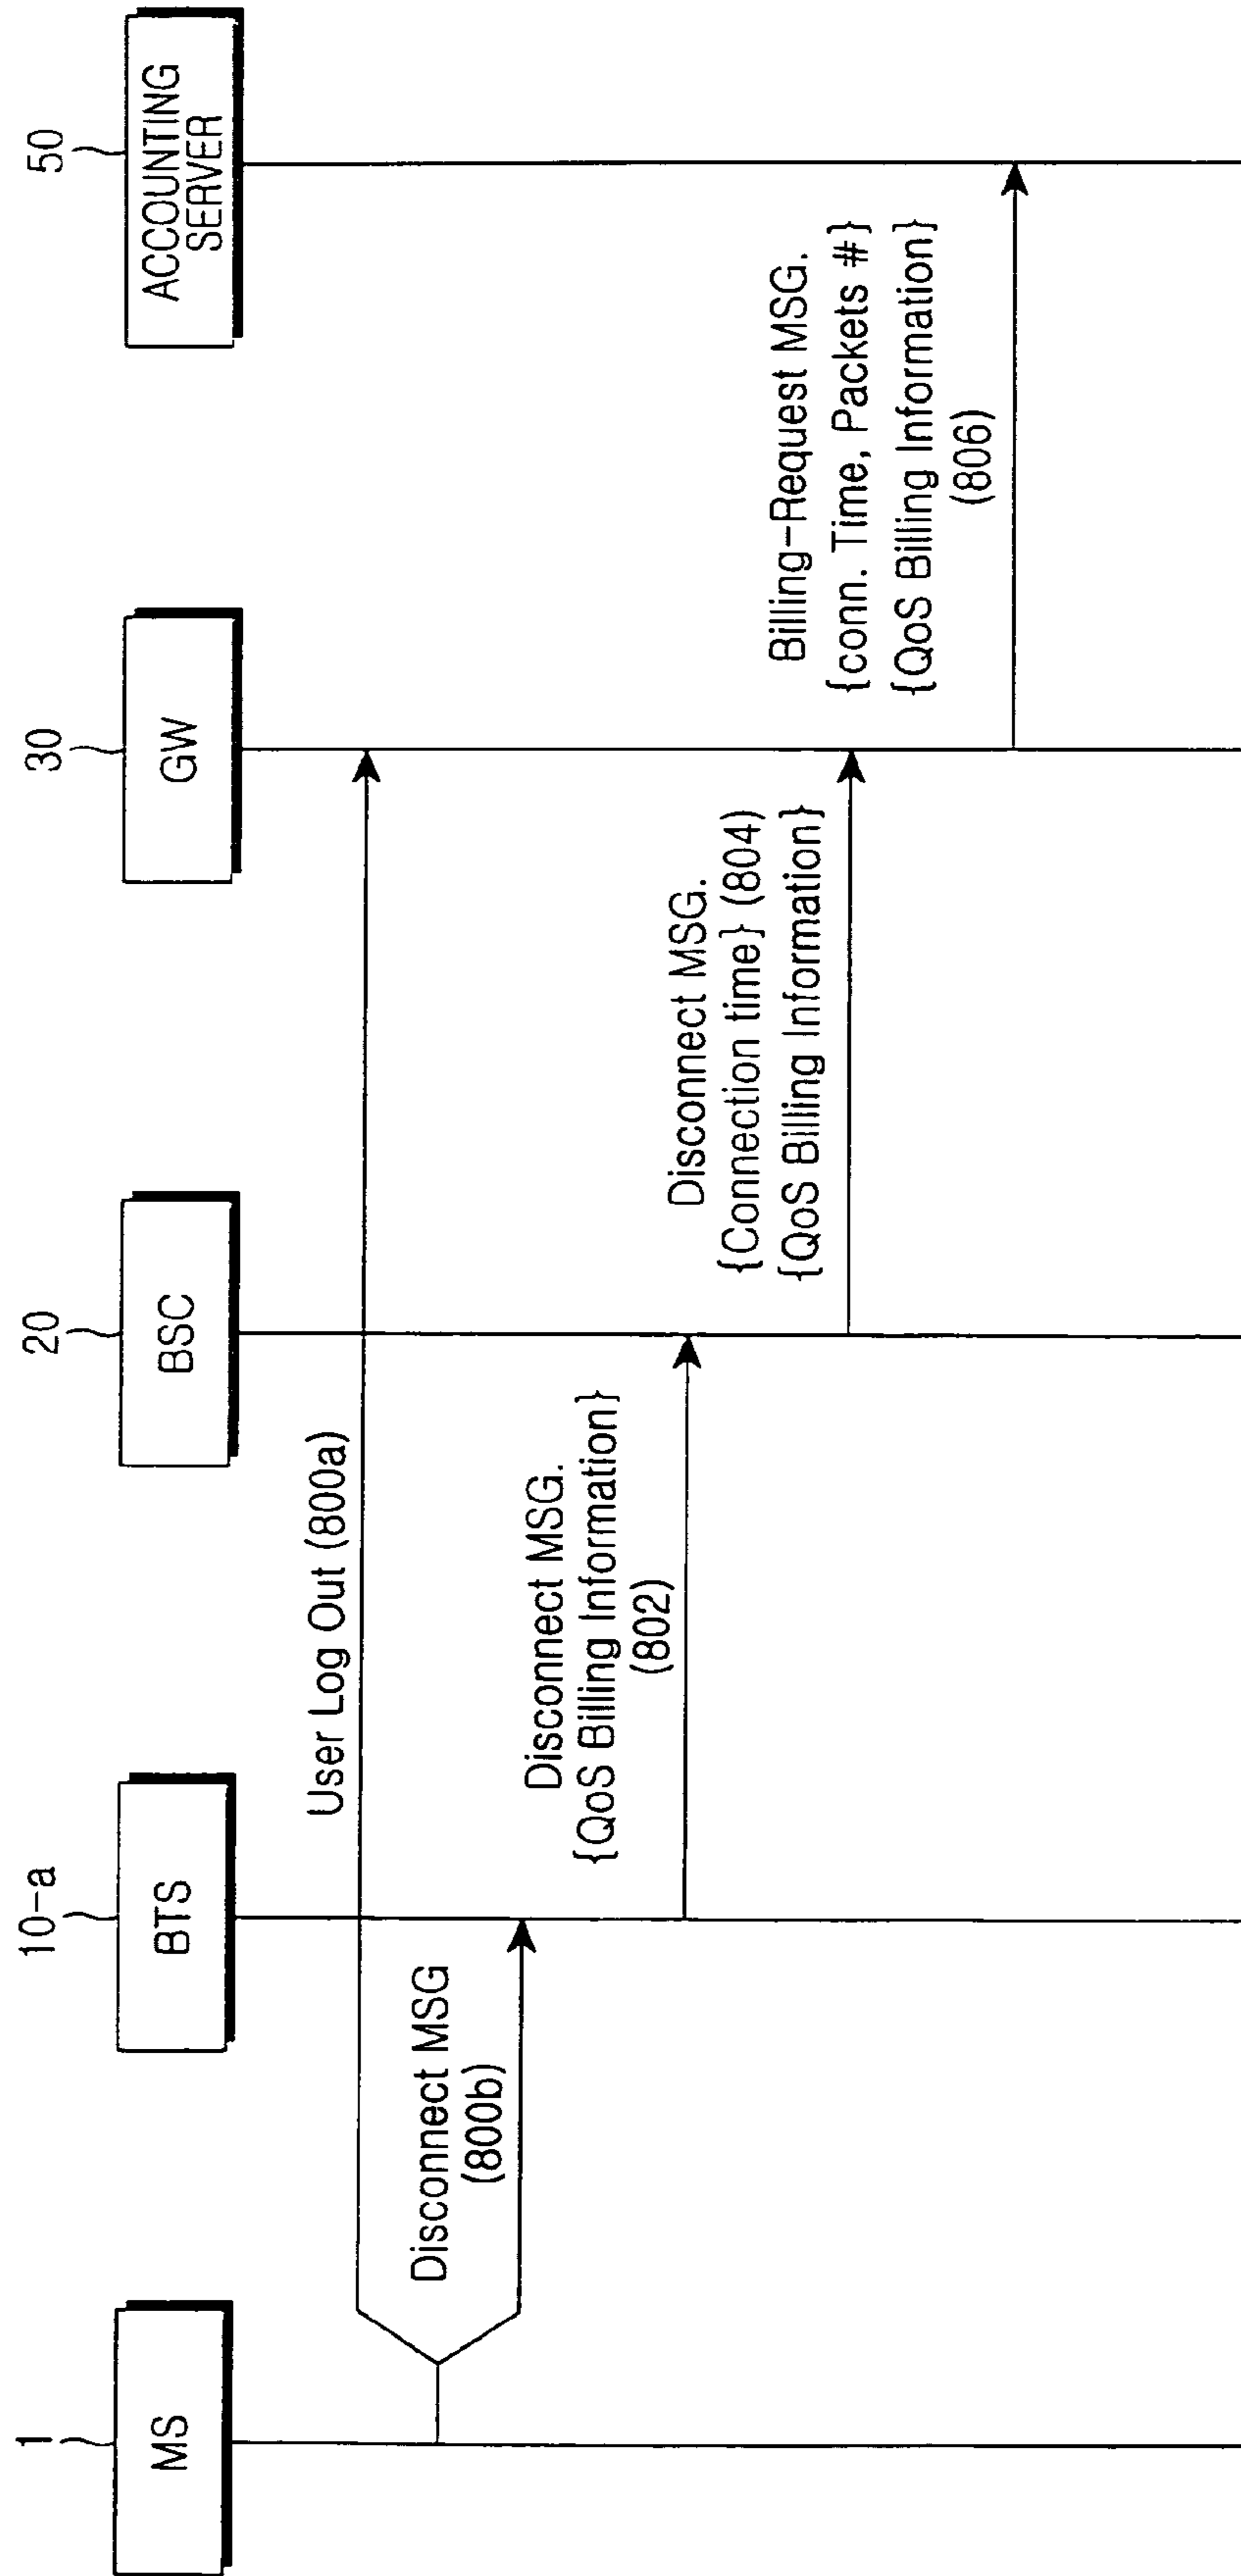 1
MS
10-a
BTS
20
BSC
30
GW
50
ACCOUNTING
SERVER
User Log Out (800a)
Disconnect MSG
(800b)
Disconnect MSG.
{QoS Billing Information}
(802)
Disconnect MSG.
{Connection time} (804)
{QoS Billing Information}
Billing-Request MSG.
{conn. Time, Packets #}
{QoS Billing Information}
(806)